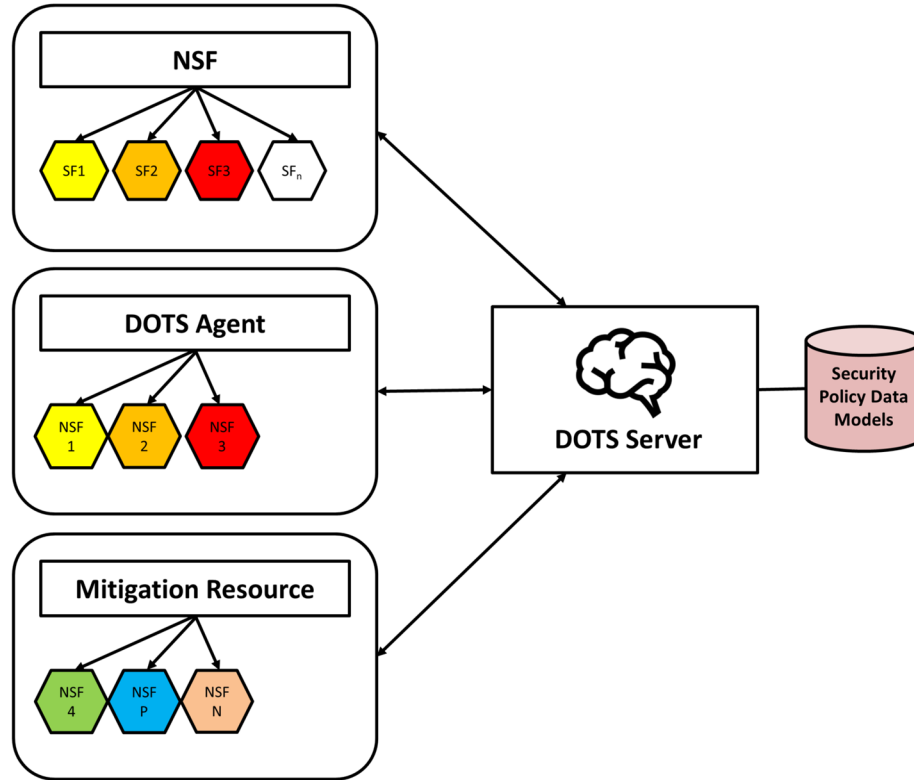 NSF
SF1
SF2
SF3
SFn
DOTS Agent
NSF
1
NSF
2
NSF
3
Mitigation Resource
NSF
4
NSF
P
NSF
N
DOTS Server
Security
Policy Data
Models